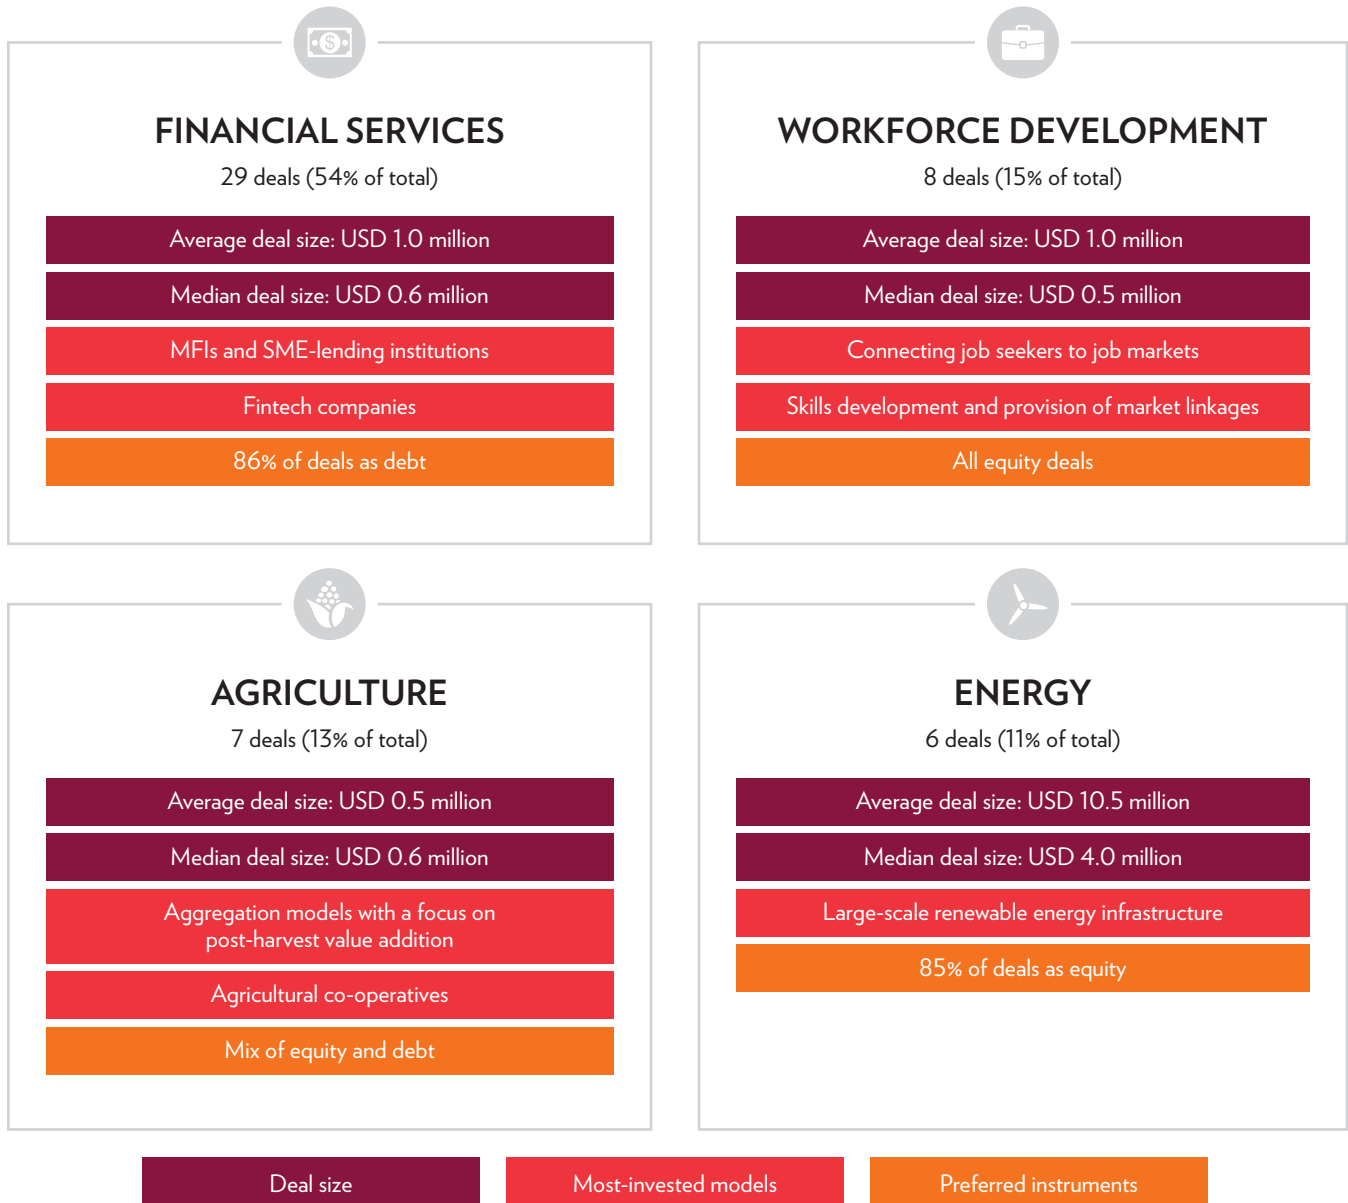 FINANCIAL SERVICES
29 deals (54% of total)
Average deal size: USD 1.0 million
Median deal size: USD 0.6 million
MFIs and SME-lending institutions
Fintech companies
86% of deals as debt
WORKFORCE DEVELOPMENT
8 deals (15% of total)
Average deal size: USD 1.0 million
Median deal size: USD 0.5 million
Connecting job seekers to job markets
Skills development and provision of market linkages
All equity deals
AGRICULTURE
7 deals (13% of total)
Average deal size: USD 0.5 million
Median deal size: USD 0.6 million
Aggregation models with a focus on
post-harvest value addition
Agricultural co-operatives
Mix of equity and debt
ENERGY
6 deals (11% of total)
Average deal size: USD 10.5 million
Median deal size: USD 4.0 million
Large-scale renewable energy infrastructure
85% of deals as equity
Deal size
Most-invested models
Preferred instruments